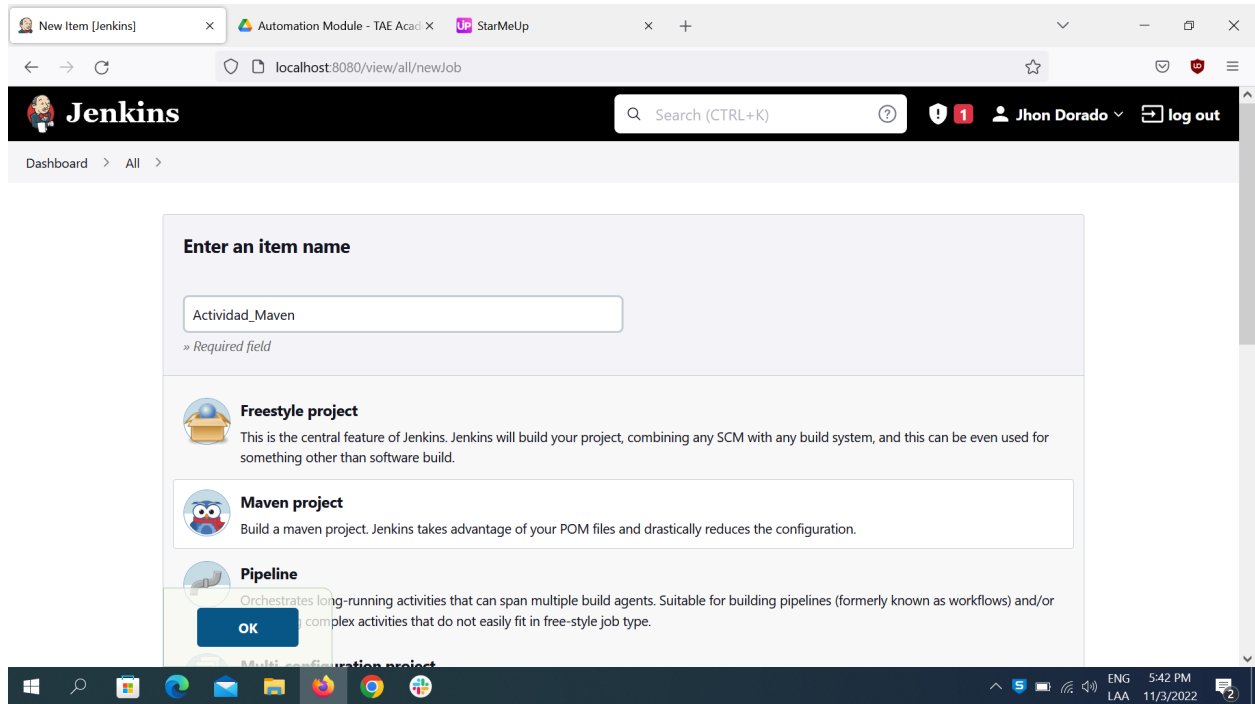 New Item [Jenkins]
Automation Module - TAE Acad
UP StarMeUp
localhost:8080/view/all/newJob
Jenkins
Search (CTRL+K)
1
Jhon Dorado
log out
Dashboard
All
Enter an item name
Actividad_Maven
» Required field
Freestyle project
This is the central feature of Jenkins. Jenkins will build your project, combining any SCM with any build system, and this can be even used for
something other than software build.
Maven project
Build a maven project. Jenkins takes advantage of your POM files and drastically reduces the configuration.
Pipeline
Orchestrates long-running activities that can span multiple build agents. Suitable for building pipelines (formerly known as workflows) and/or
complex activities that do not easily fit in free-style job type.
OK
Multi-configuration project
ENG
LAA
5:42 PM
11/3/2022
2